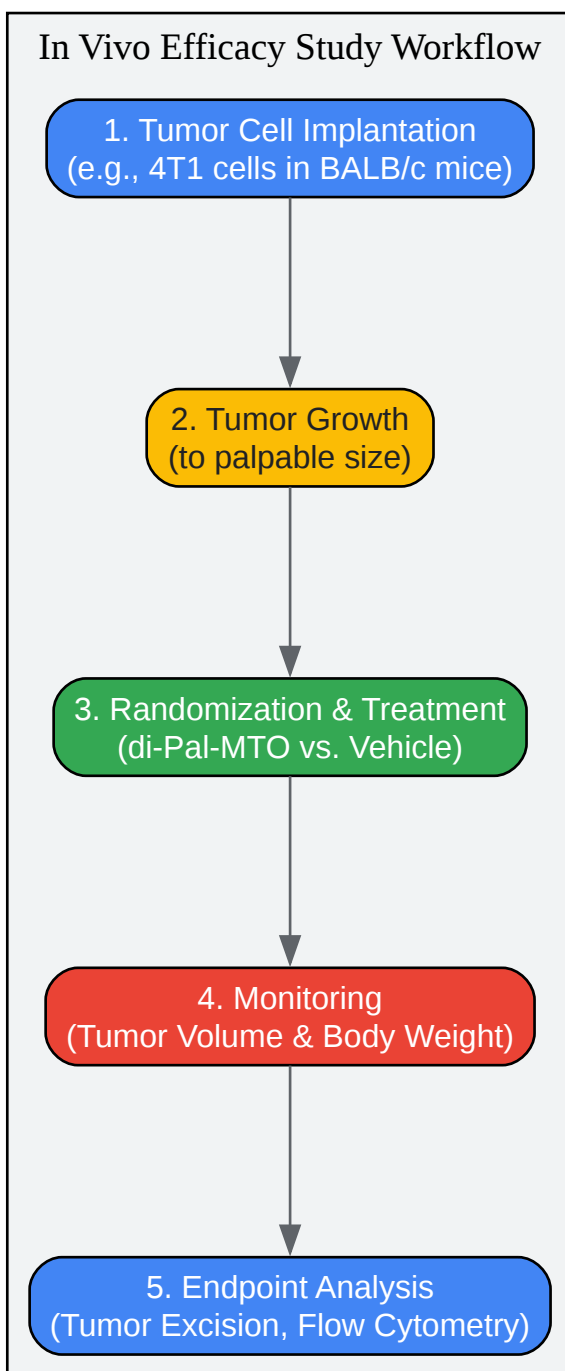 In Vivo Efficacy Study Workflow
1. Tumor Cell Implantation
(e.g., 4T1 cells in BALB/c mice)
2. Tumor Growth
(to palpable size)
3. Randomization & Treatment
(di-Pal-MTO vs. Vehicle)
4. Monitoring
(Tumor Volume & Body Weight)
5. Endpoint Analysis
(Tumor Excision, Flow Cytometry)